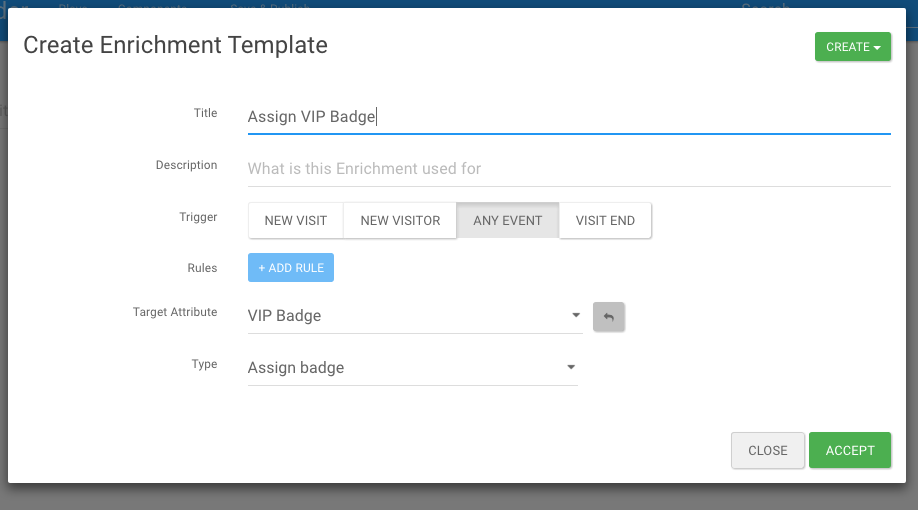 Create Enrichment Template
CREATE
Title
Assign VIP Badge
Description
What is this Enrichment used for
Trigger
NEW VISIT
NEW VISITOR
ANY EVENT
VISIT END
Rules
+ ADD RULE
Target Attribute
VIP Badge
Type
Assign badge
CLOSE
ACCEPT